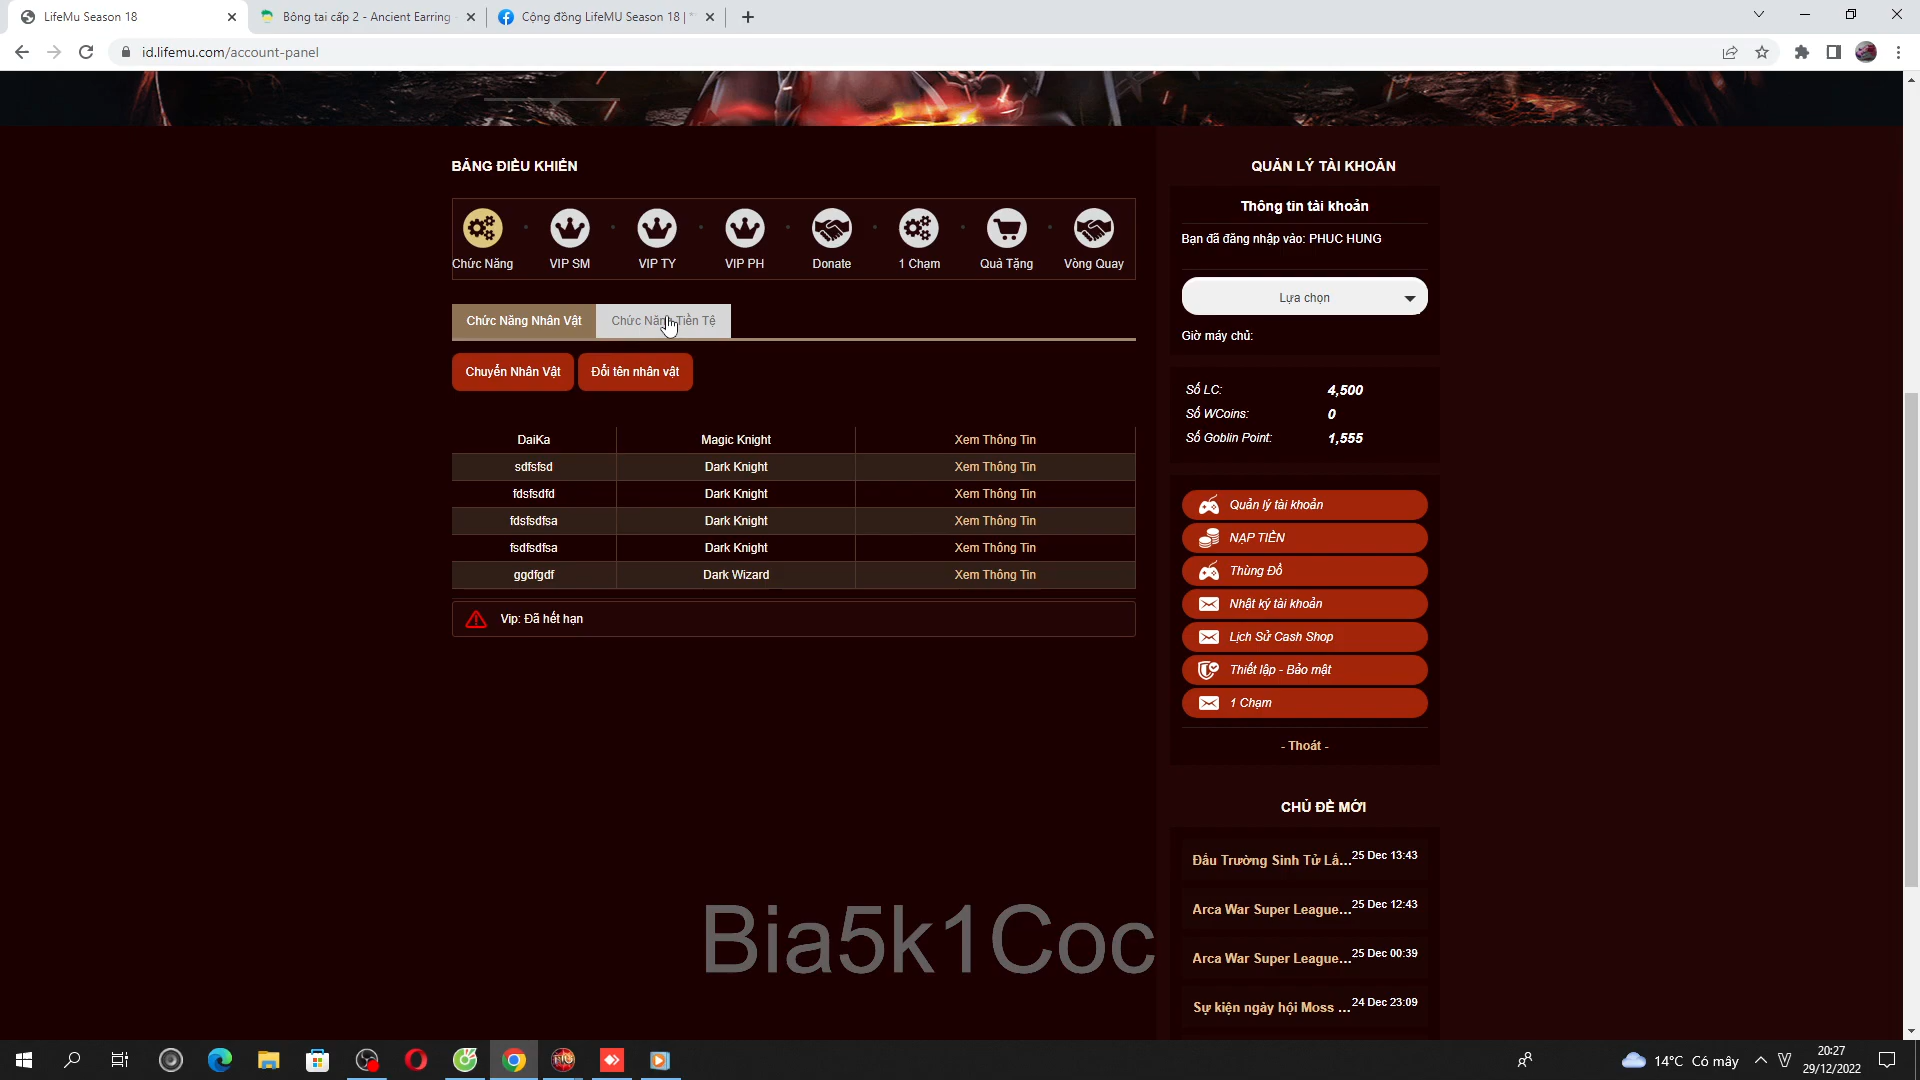 LifeMu Season 18
Bông tai cấp 2 - Ancient Earring
Cộng đồng LifeMU Season 18 | *
id.lifemu.com/account-panel
BẢNG ĐIỀU KHIỂN
Chức Năng
VIP SM
VIP TY
VIP PH
Donate
1 Chạm
Quà Tặng
Vòng Quay
Chức Năng Nhân Vật
Chức Năng Tiền Tệ
Chuyển Nhân Vật
Đổi tên nhân vật
DaiKa Magic Knight Xem Thông Tin
sdfsfsd Dark Knight Xem Thông Tin
fdsfsdfd Dark Knight Xem Thông Tin
fdsfsdfsa Dark Knight Xem Thông Tin
fsdfsdfsa Dark Knight Xem Thông Tin
ggdfgdf Dark Wizard Xem Thông Tin
Vip: Đã hết hạn
QUẢN LÝ TÀI KHOẢN
Thông tin tài khoản
Bạn đã đăng nhập vào: PHUC HUNG
Lựa chọn
Giờ máy chủ:
Số LC: 4,500
Số WCoins: 0
Số Goblin Point: 1,555
Quản lý tài khoản
NẠP TIỀN
Thùng Đồ
Nhật ký tài khoản
Lịch Sử Cash Shop
Thiết lập - Bảo mật
1 Chạm
- Thoát -
CHỦ ĐỀ MỚI
Đấu Trường Sinh Tử Lầ... 25 Dec 13:43
Arca War Super League... 25 Dec 12:43
Arca War Super League... 25 Dec 00:39
Sự kiện ngày hội Moss ... 24 Dec 23:09
Bia5k1Coc
14°C Có mây
V
20:27
29/12/2022